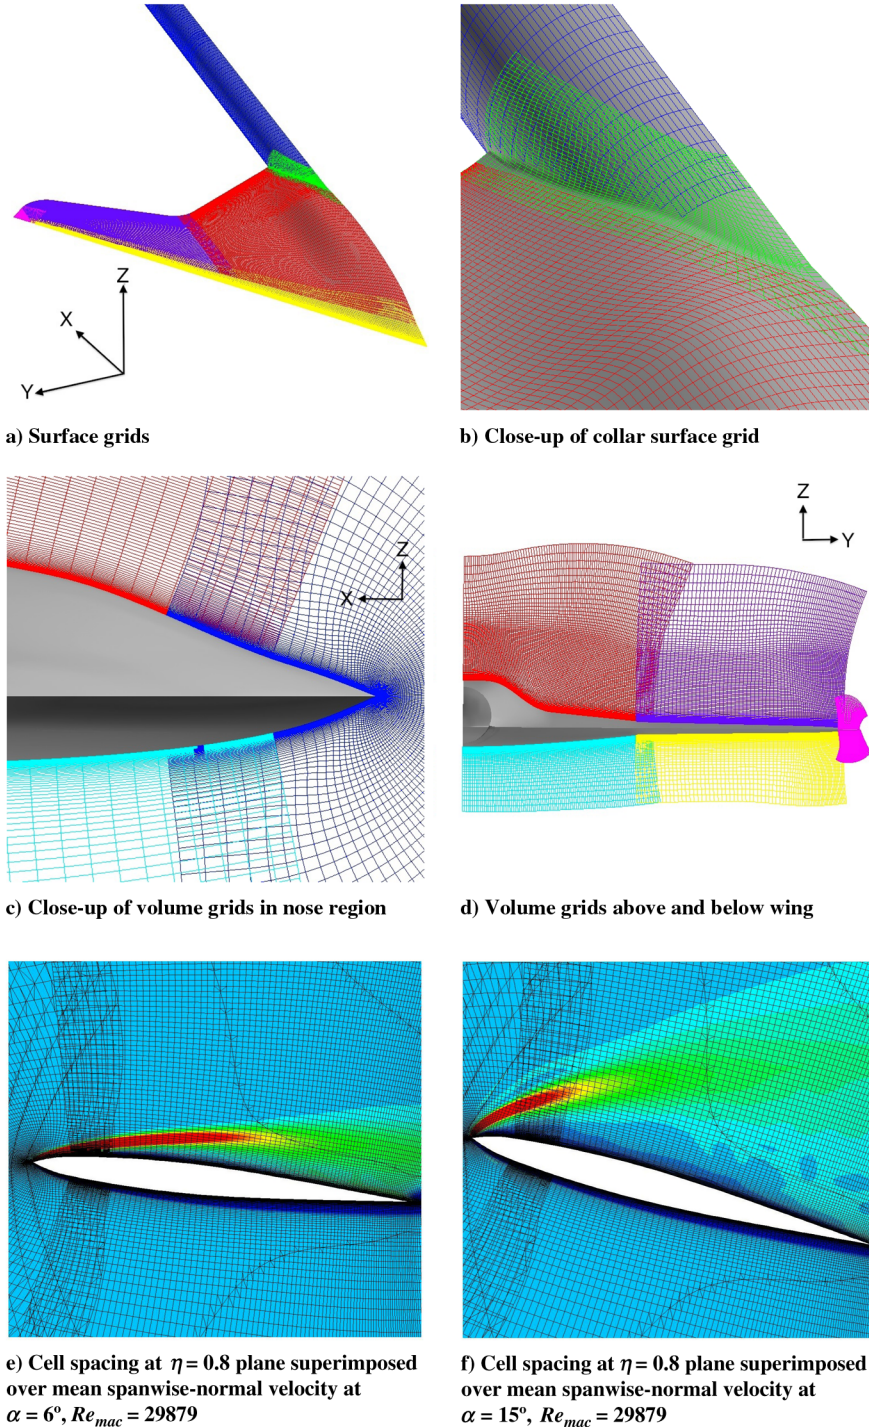 Z
X
Y
a) Surface grids
b) Close-up of collar surface grid
Z
X
c) Close-up of volume grids in nose region
Z
Y
d) Volume grids above and below wing
e) Cell spacing at η = 0.8 plane superimposed
over mean spanwise-normal velocity at
α = 6º, Re_mac = 29879
f) Cell spacing at η = 0.8 plane superimposed
over mean spanwise-normal velocity at
α = 15º, Re_mac = 29879